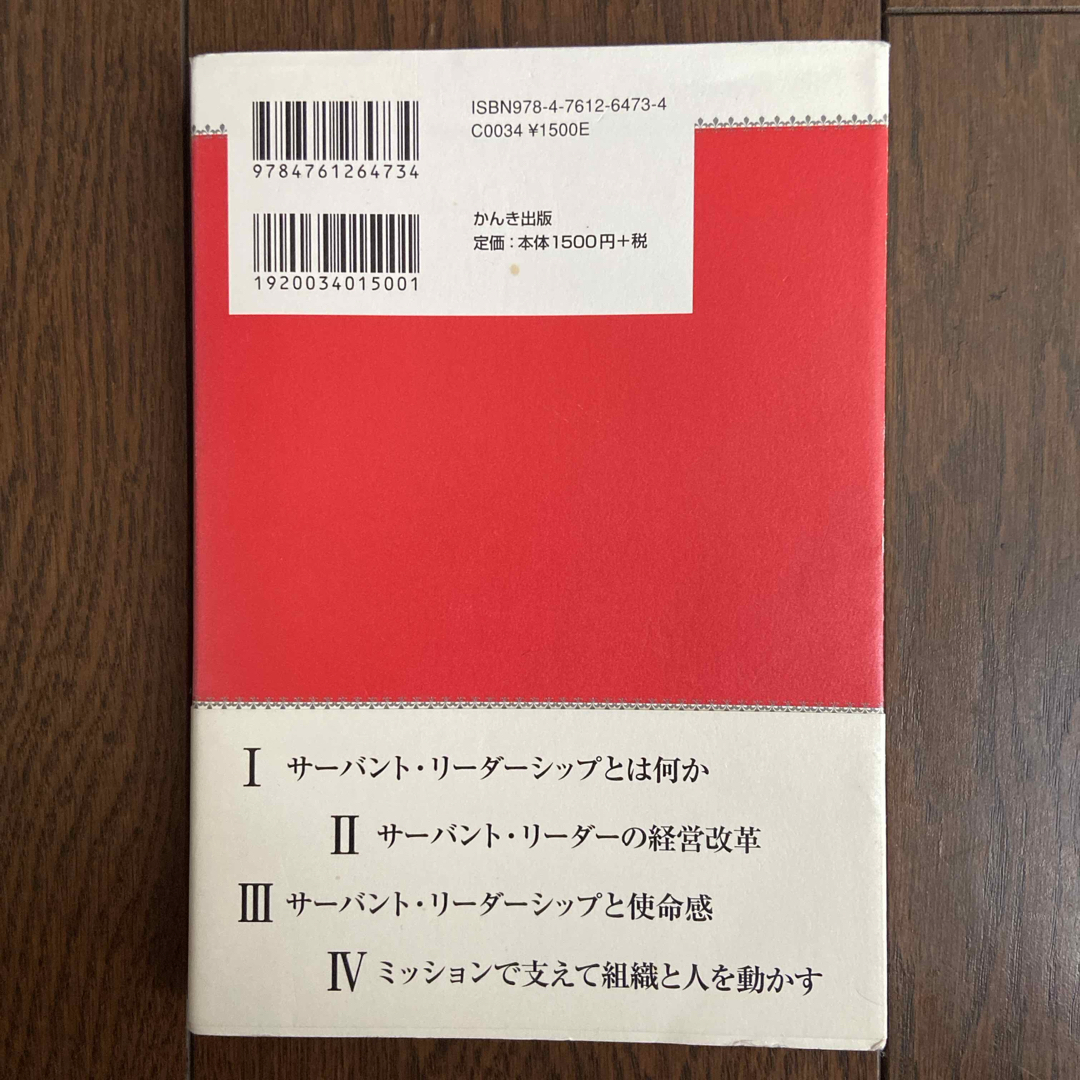 ISBN978-4-7612-6473-4
C0034 ¥1500E
9784761264734
かんき出版
定価：本体1500円+税
1920034015001
Ⅰ サーバント・リーダーシップとは何か
Ⅱ サーバント・リーダーの経営改革
Ⅲ サーバント・リーダーシップと使命感
Ⅳ ミッションで支えて組織と人を動かす